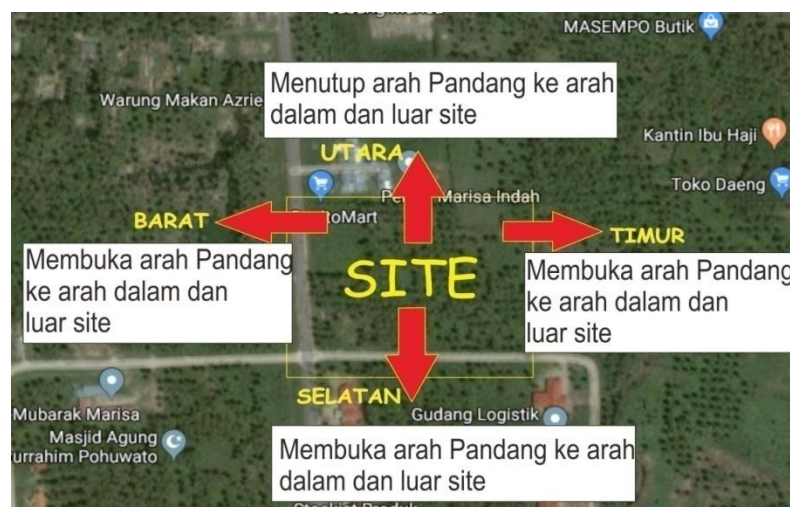 MASEMPO Butik
Menutup arah Pandang ke arah
dalam dan luar site
Warung Makan Azrie
Kantin Ibu Haji
UTARA
Toko Daeng
Marisa Indah
BARAT
toMart
TIMUR
Membuka arah Pandang
ke arah dalam dan
luar site
SITE
Membuka arah Pandang
ke arah dalam dan
luar site
SELATAN
Mubarak Marisa
Gudang Logistik
Masjid Agung
urrahim Pohuwato
Membuka arah Pandang ke arah
dalam dan luar site